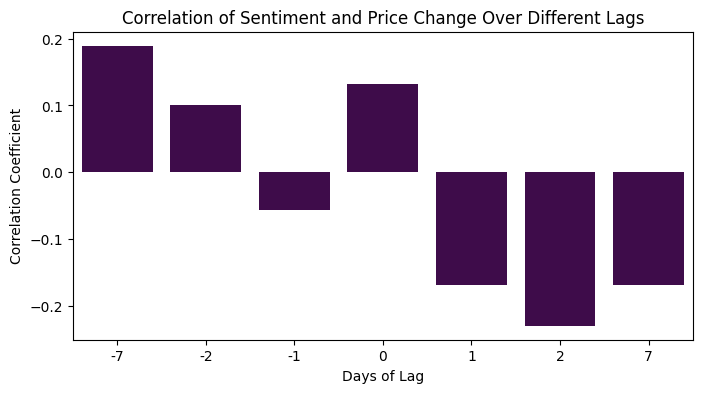 Correlation of Sentiment and Price Change Over Different Lags
Correlation Coefficient
0.2
0.1
0.0
−0.1
−0.2
-7 -2 -1 0 1 2 7
Days of Lag